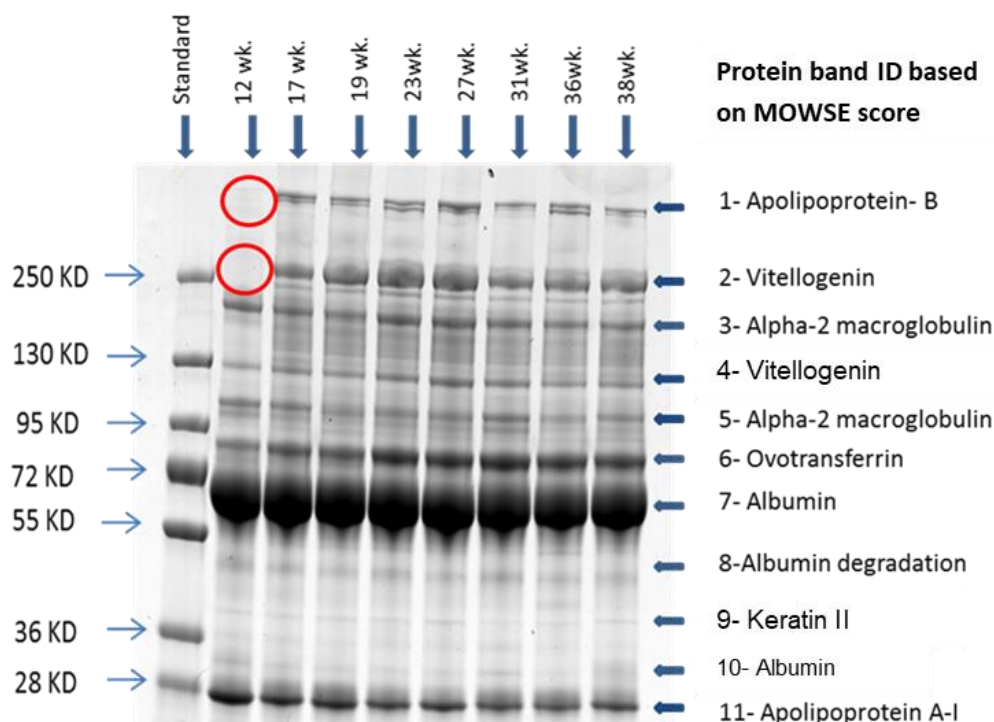 Standard
12 wk.
17 wk.
19 wk.
23wk.
27wk.
31wk.
36wk.
38wk.
Protein band ID based
on MOWSE score
250 KD
130 KD
95 KD
72 KD
55 KD
36 KD
28 KD
1- Apolipoprotein- B
2- Vitellogenin
3- Alpha-2 macroglobulin
4- Vitellogenin
5- Alpha-2 macroglobulin
6- Ovotransferrin
7- Albumin
8-Albumin degradation
9- Keratin II
10- Albumin
11- Apolipoprotein A-I